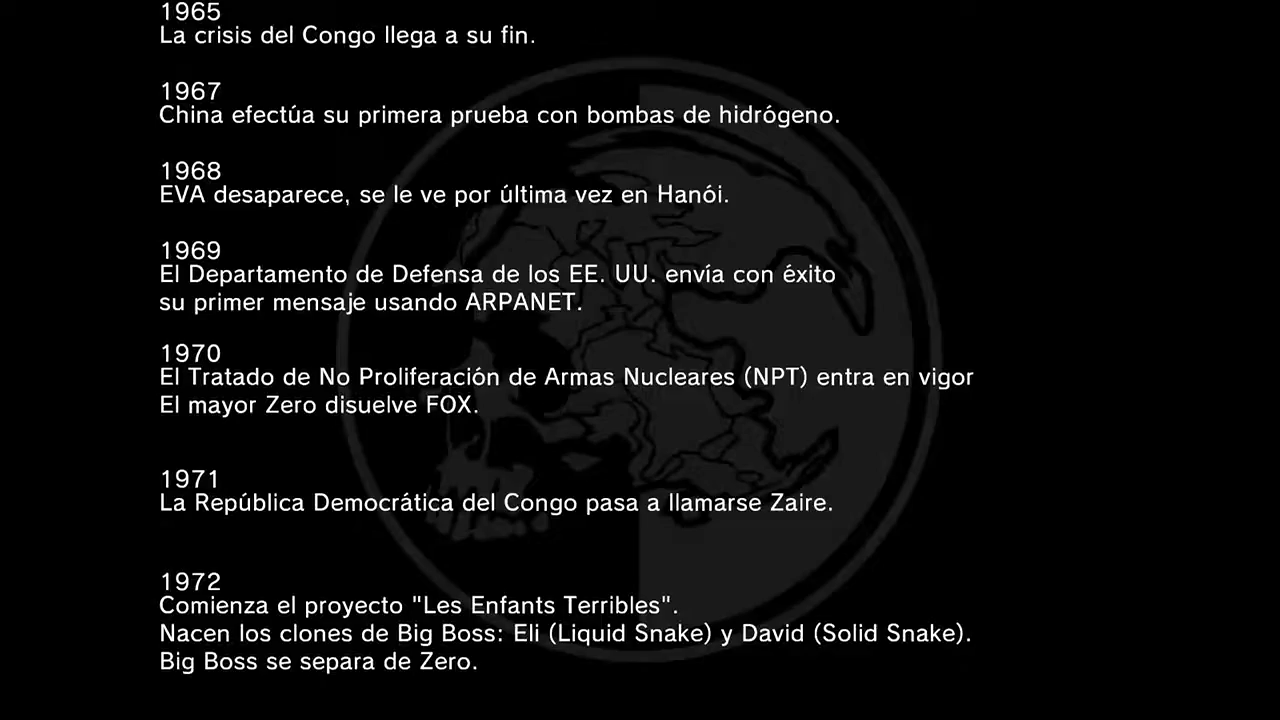 1965
La crisis del Congo llega a su fin.
1967
China efectúa su primera prueba con bombas de hidrógeno.
1968
EVA desaparece, se le ve por última vez en Hanói.
1969
El Departamento de Defensa de los EE. UU. envía con éxito
su primer mensaje usando ARPANET.
1970
El Tratado de No Proliferación de Armas Nucleares (NPT) entra en vigor
El mayor Zero disuelve FOX.
1971
La República Democrática del Congo pasa a llamarse Zaire.
1972
Comienza el proyecto "Les Enfants Terribles".
Nacen los clones de Big Boss: Eli (Liquid Snake) y David (Solid Snake).
Big Boss se separa de Zero.